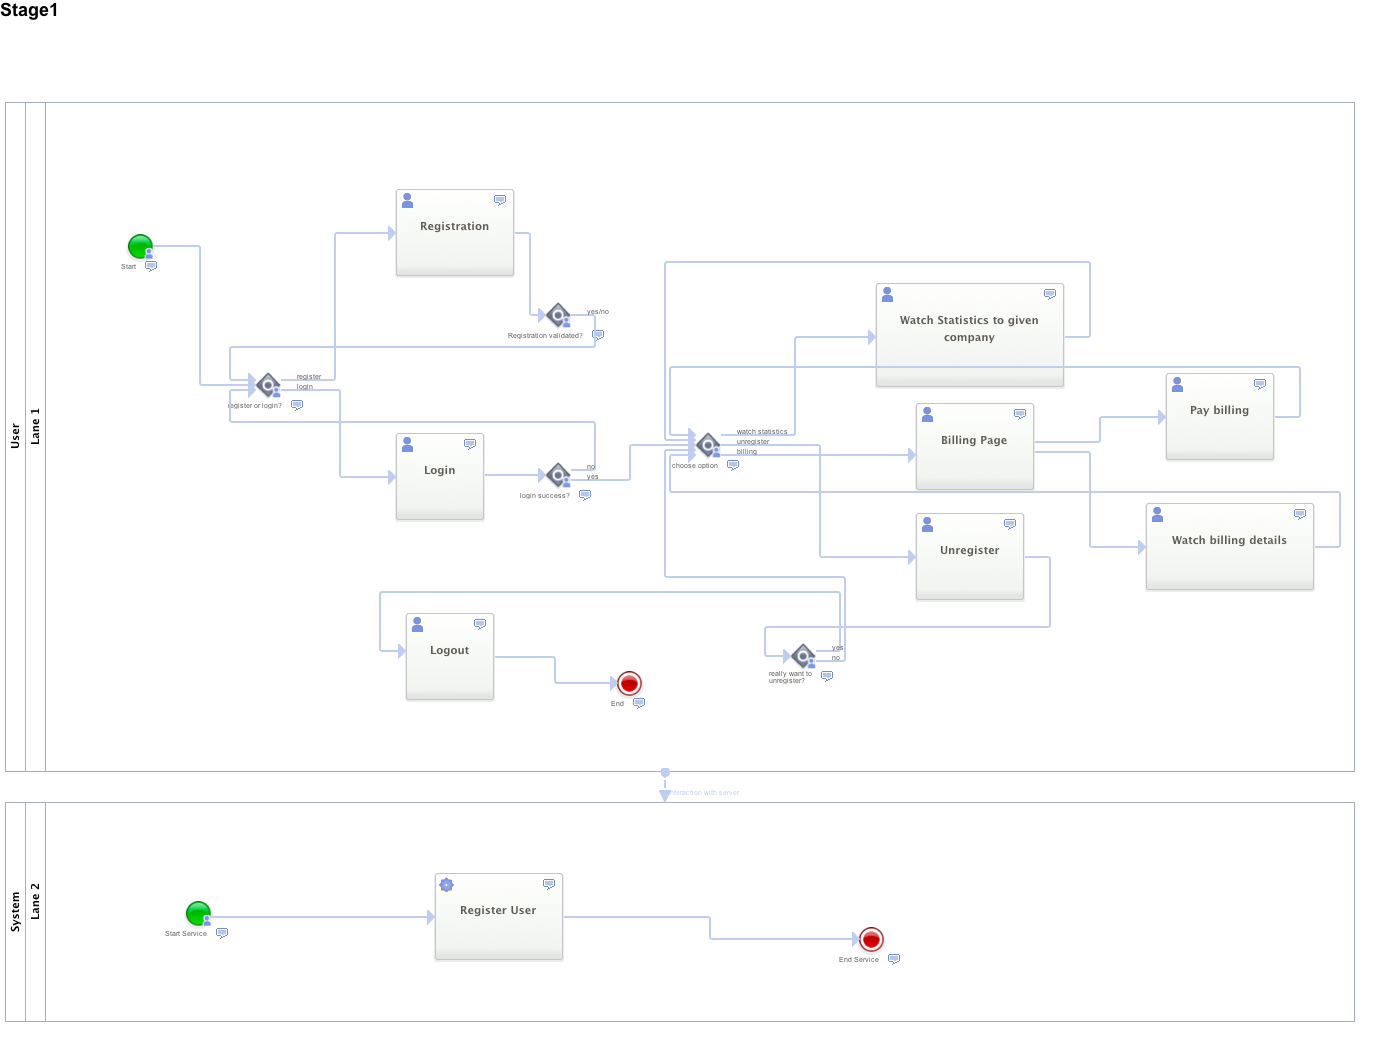 Stage1
User
Lane 1
Start
Registration
yes/no
Registration validated?
register
login
register or login?
Login
no
yes
login success?
Watch Statistics to given
company
watch statistics
unregister
billing
choose option
Billing Page
Pay billing
Watch billing details
Unregister
Logout
End
yes
no
really want to
unregister?
with server
System
Lane 2
Start Service
Register User
End Service